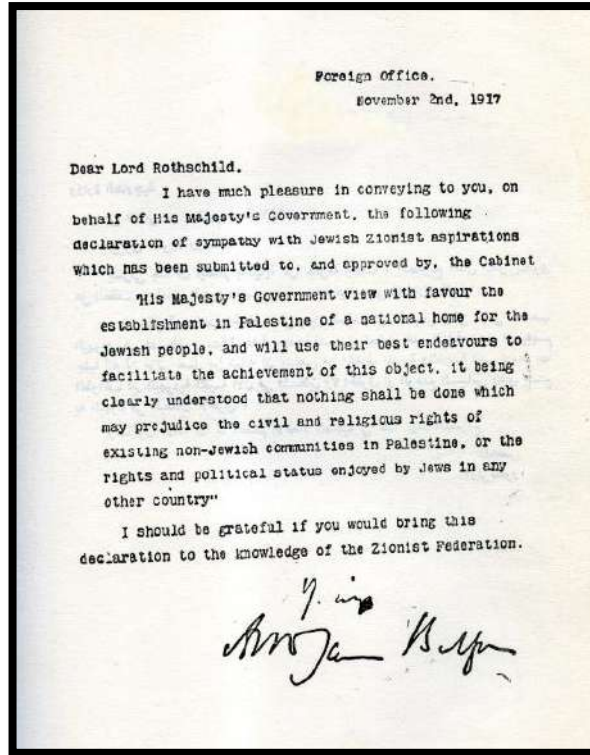 Foreign Office.
November 2nd, 1917
Dear Lord Rothschild.
I have much pleasure in conveying to you, on
behalf of His Majesty's Government. the following
declaration of sympathy with Jewish Zionist aspirations
which has been submitted to, and approved by, the Cabinet
"His Majesty's Government view with favour the
establishment in Palestine of a national home for the
Jewish people, and will use their best endeavours to
facilitate the achievement of this object. it being
clearly understood that nothing shall be done which
may prejudice the civil and religious rights of
existing non-Jewish communities in Palestine, or the
rights and political status enjoyed by Jews in any
other country"
I should be grateful if you would bring this
declaration to the knowledge of the Zionist Federation.